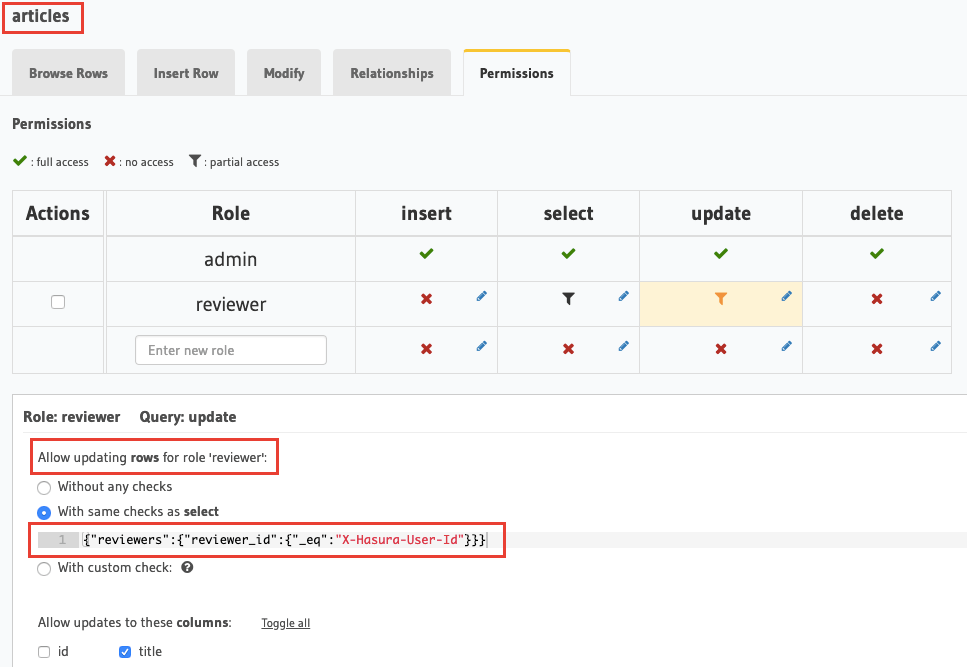 articles
Browse Rows Insert Row Modify Relationships Permissions
Permissions
: full access : no access : partial access
Actions Role insert select update delete
admin
reviewer
Enter new role
Role: reviewer Query: update
Allow updating rows for role 'reviewer':
Without any checks
With same checks as select
1 {"reviewers":{"reviewer_id":{"_eq":"X-Hasura-User-Id"}}}
With custom check: ?
Allow updates to these columns: Toggle all
id title